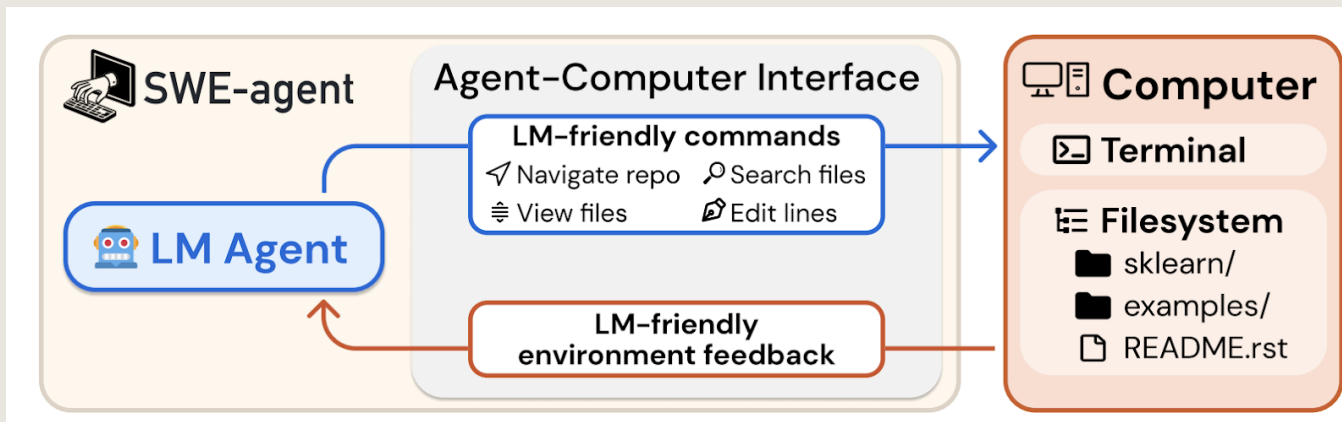 SWE-agent
Agent-Computer Interface
LM-friendly commands
Navigate repo
Search files
View files
Edit lines
LM Agent
LM-friendly
environment feedback
Computer
Terminal
Filesystem
sklearn/
examples/
README.rst